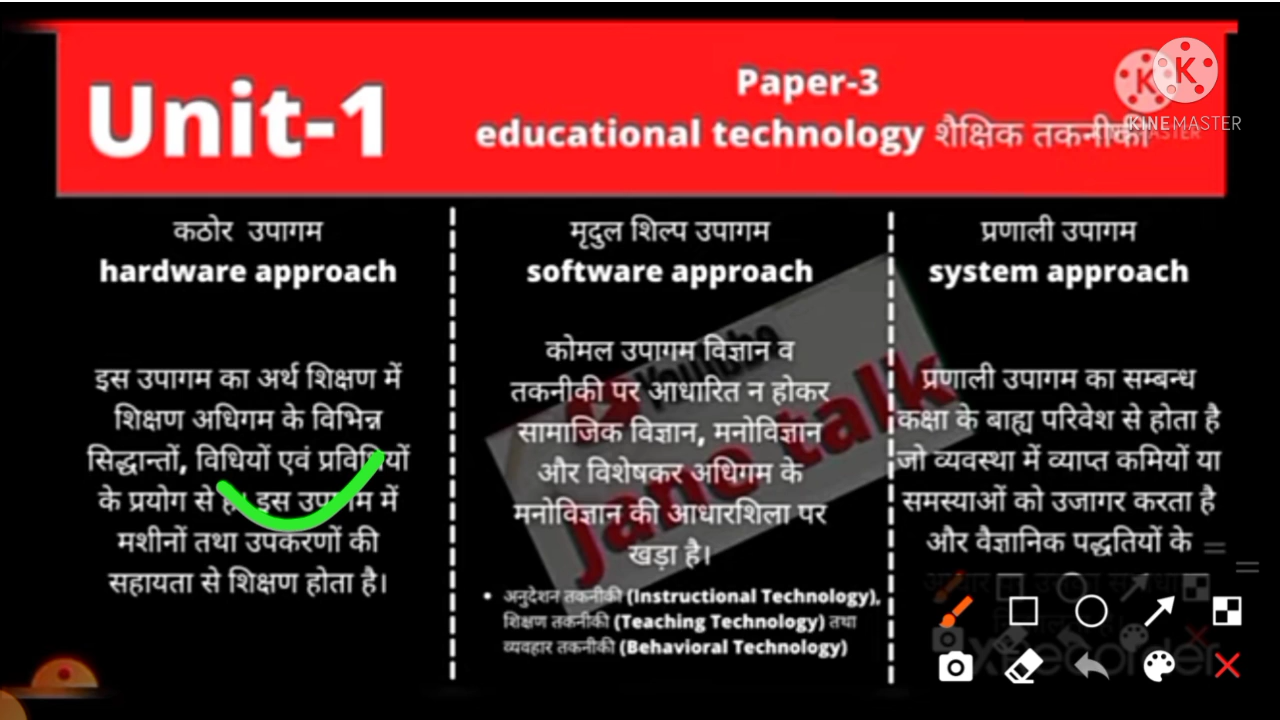 Unit-1
Paper-3
educational technology शैक्षिक तकनीकी
KINEMASTER
कठोर उपागम
hardware approach
इस उपागम का अर्थ शिक्षण में
शिक्षण अधिगम के विभिन्न
सिद्धान्तों, विधियों एवं प्रविधियों
के प्रयोग से है। इस उपागम में
मशीनों तथा उपकरणों की
सहायता से शिक्षण होता है।
मृदुल शिल्प उपागम
software approach
कोमल उपागम विज्ञान व
तकनीकी पर आधारित न होकर
सामाजिक विज्ञान, मनोविज्ञान
और विशेषकर अधिगम के
मनोविज्ञान की आधारशिला पर
खड़ा है।
• अनुदेशन तकनीकी (Instructional Technology),
शिक्षण तकनीकी (Teaching Technology) तथा
व्यवहार तकनीकी (Behavioral Technology)
प्रणाली उपागम
system approach
प्रणाली उपागम का सम्बन्ध
कक्षा के बाह्य परिवेश से होता है
जो व्यवस्था में व्याप्त कमियों या
समस्याओं को उजागर करता है
और वैज्ञानिक पद्धतियों के
YouTube
Jane talk